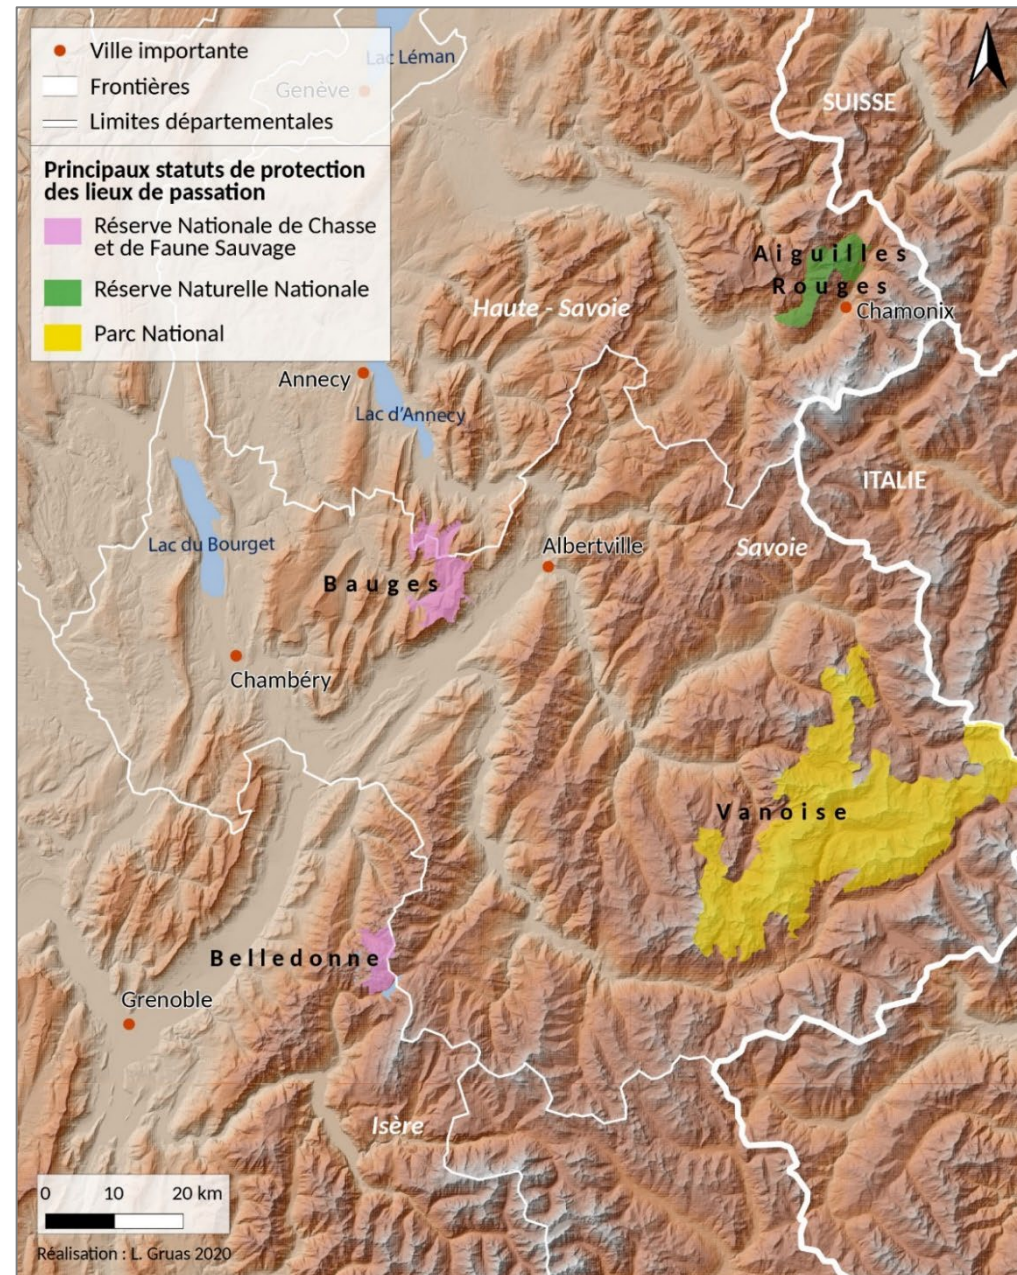 Ville importante
Frontières
Limites départementales
Principaux statuts de protection
des lieux de passation
Réserve Nationale de Chasse
et de Faune Sauvage
Réserve Naturelle Nationale
Parc National
Lac Léman
Genève
SUISSE
Aiguilles
Rouges
Chamonix
Haute - Savoie
Annecy
Lac d'Annecy
ITALIE
Lac du Bourget
Albertville
Savoie
Bauges
Chambéry
Vanoise
Belledonne
Grenoble
Isère
0 10 20 km
Réalisation : L. Gruas 2020